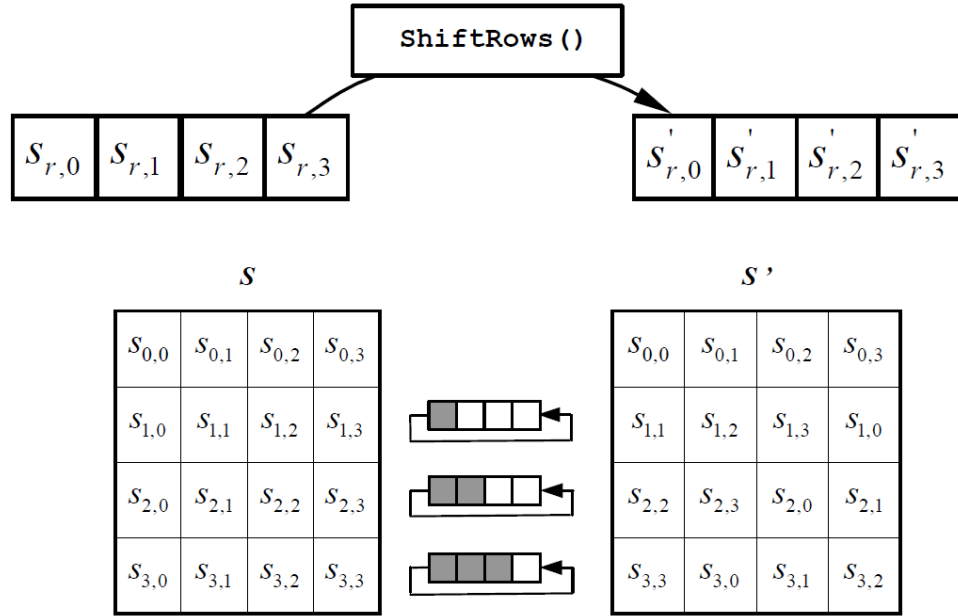 ShiftRows()
S_{r,0} S_{r,1} S_{r,2} S_{r,3} S'_{r,0} S'_{r,1} S'_{r,2} S'_{r,3}
S S'
S_{0,0} S_{0,1} S_{0,2} S_{0,3} S_{0,0} S_{0,1} S_{0,2} S_{0,3}
S_{1,0} S_{1,1} S_{1,2} S_{1,3} S_{1,1} S_{1,2} S_{1,3} S_{1,0}
S_{2,0} S_{2,1} S_{2,2} S_{2,3} S_{2,2} S_{2,3} S_{2,0} S_{2,1}
S_{3,0} S_{3,1} S_{3,2} S_{3,3} S_{3,3} S_{3,0} S_{3,1} S_{3,2}